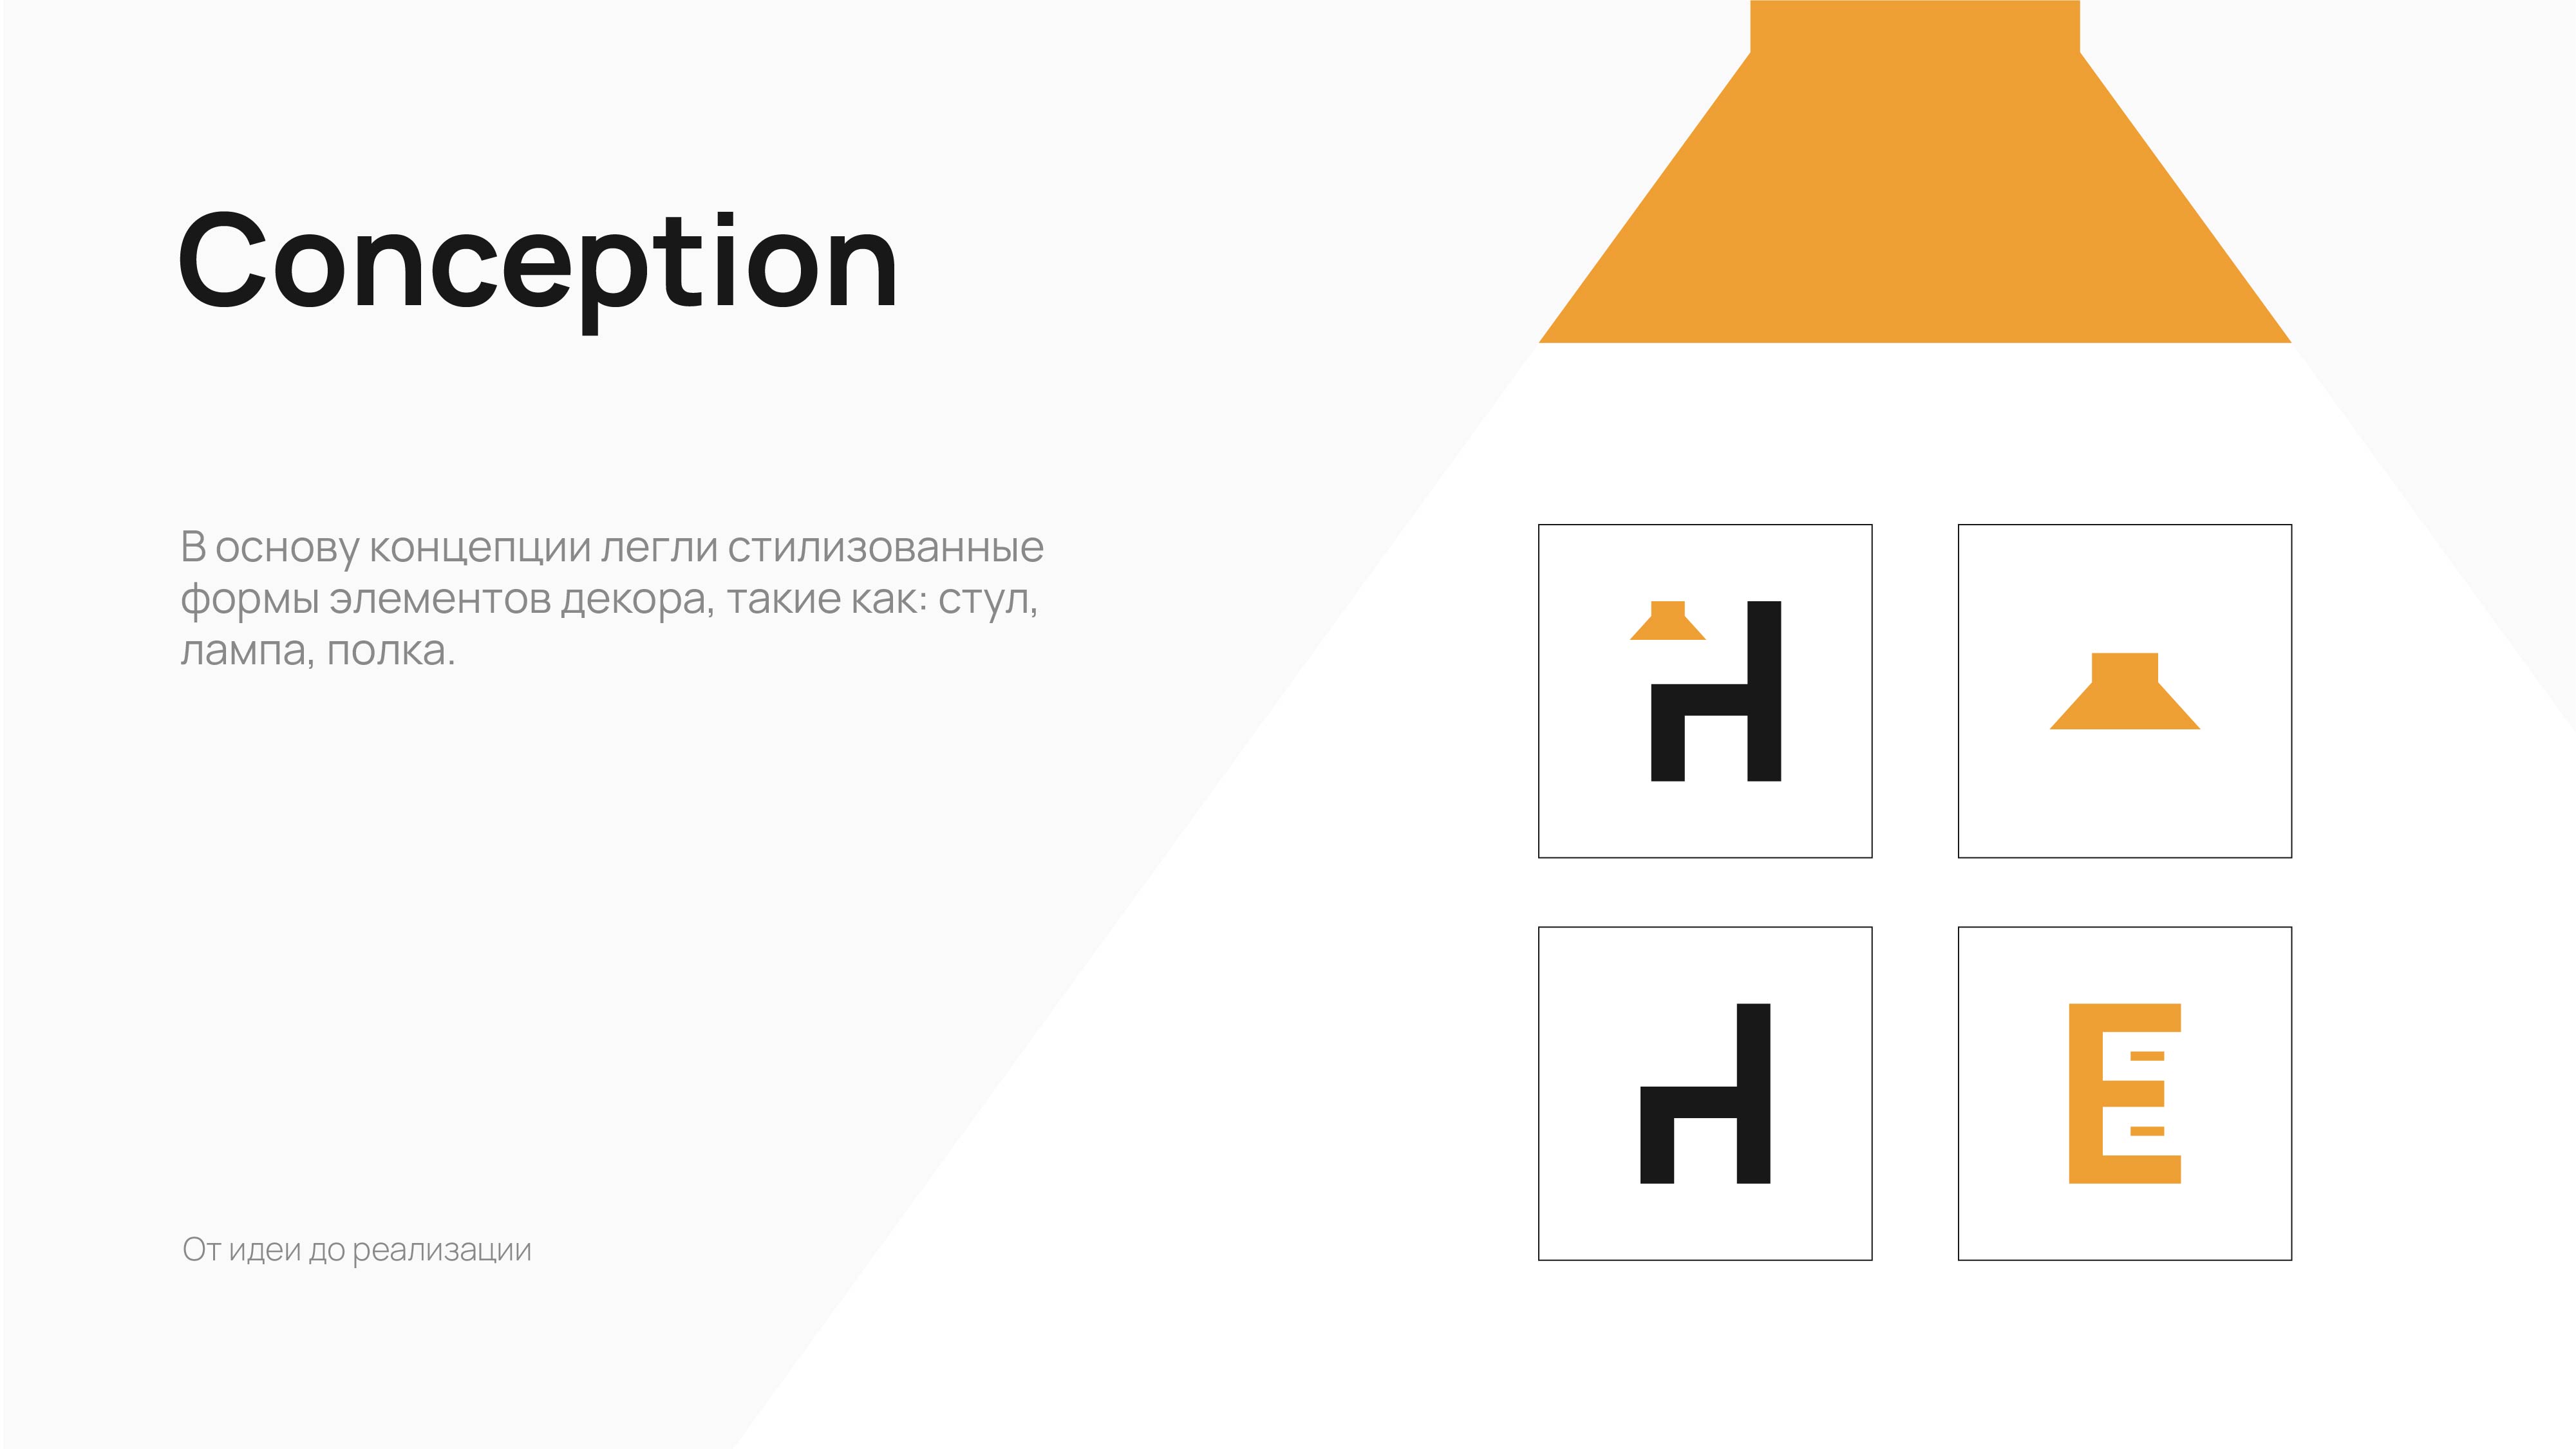 Conception
В основу концепции легли стилизованные
формы элементов декора, такие как: стул,
лампа, полка.
От идеи до реализации